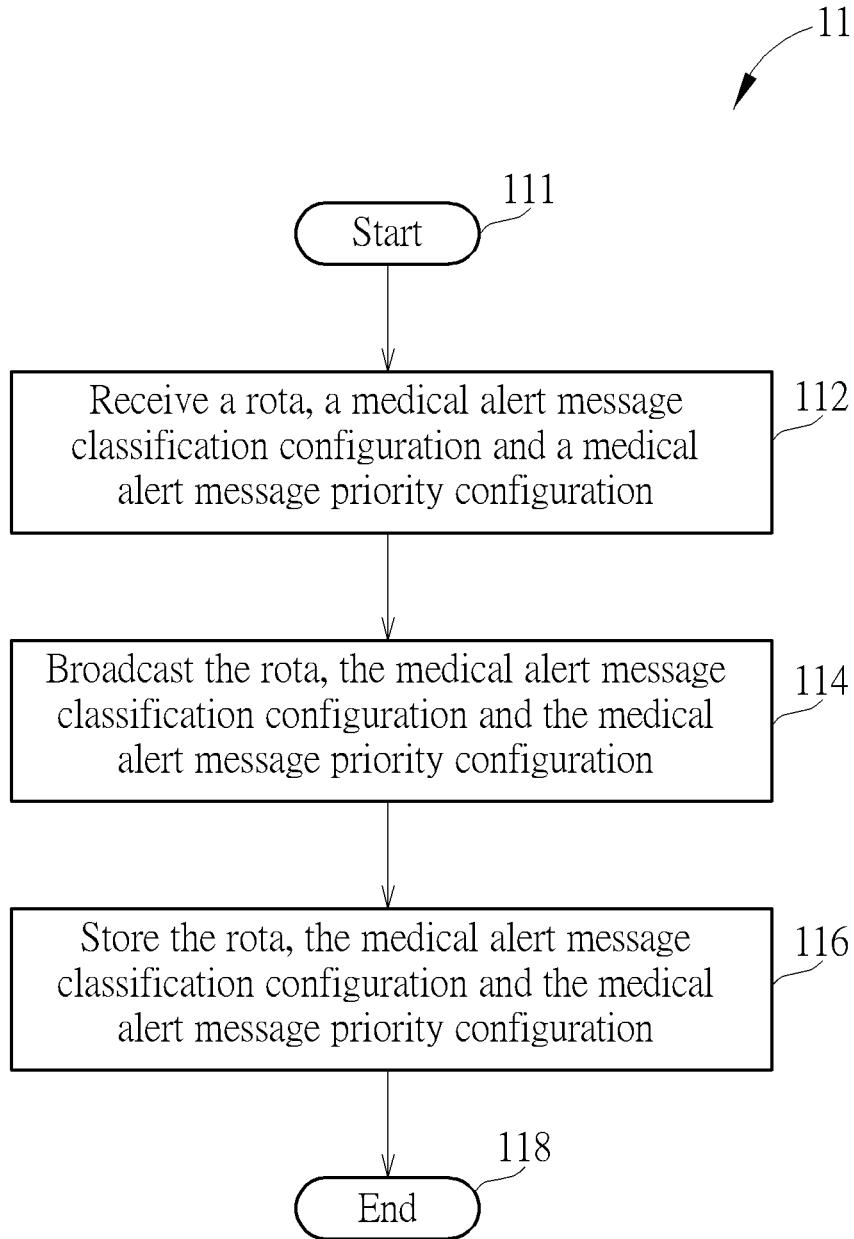 11
111
Start
Receive a rota, a medical alert message
classification configuration and a medical
alert message priority configuration
112
Broadcast the rota, the medical alert message
classification configuration and the medical
alert message priority configuration
114
Store the rota, the medical alert message
classification configuration and the medical
alert message priority configuration
116
118
End